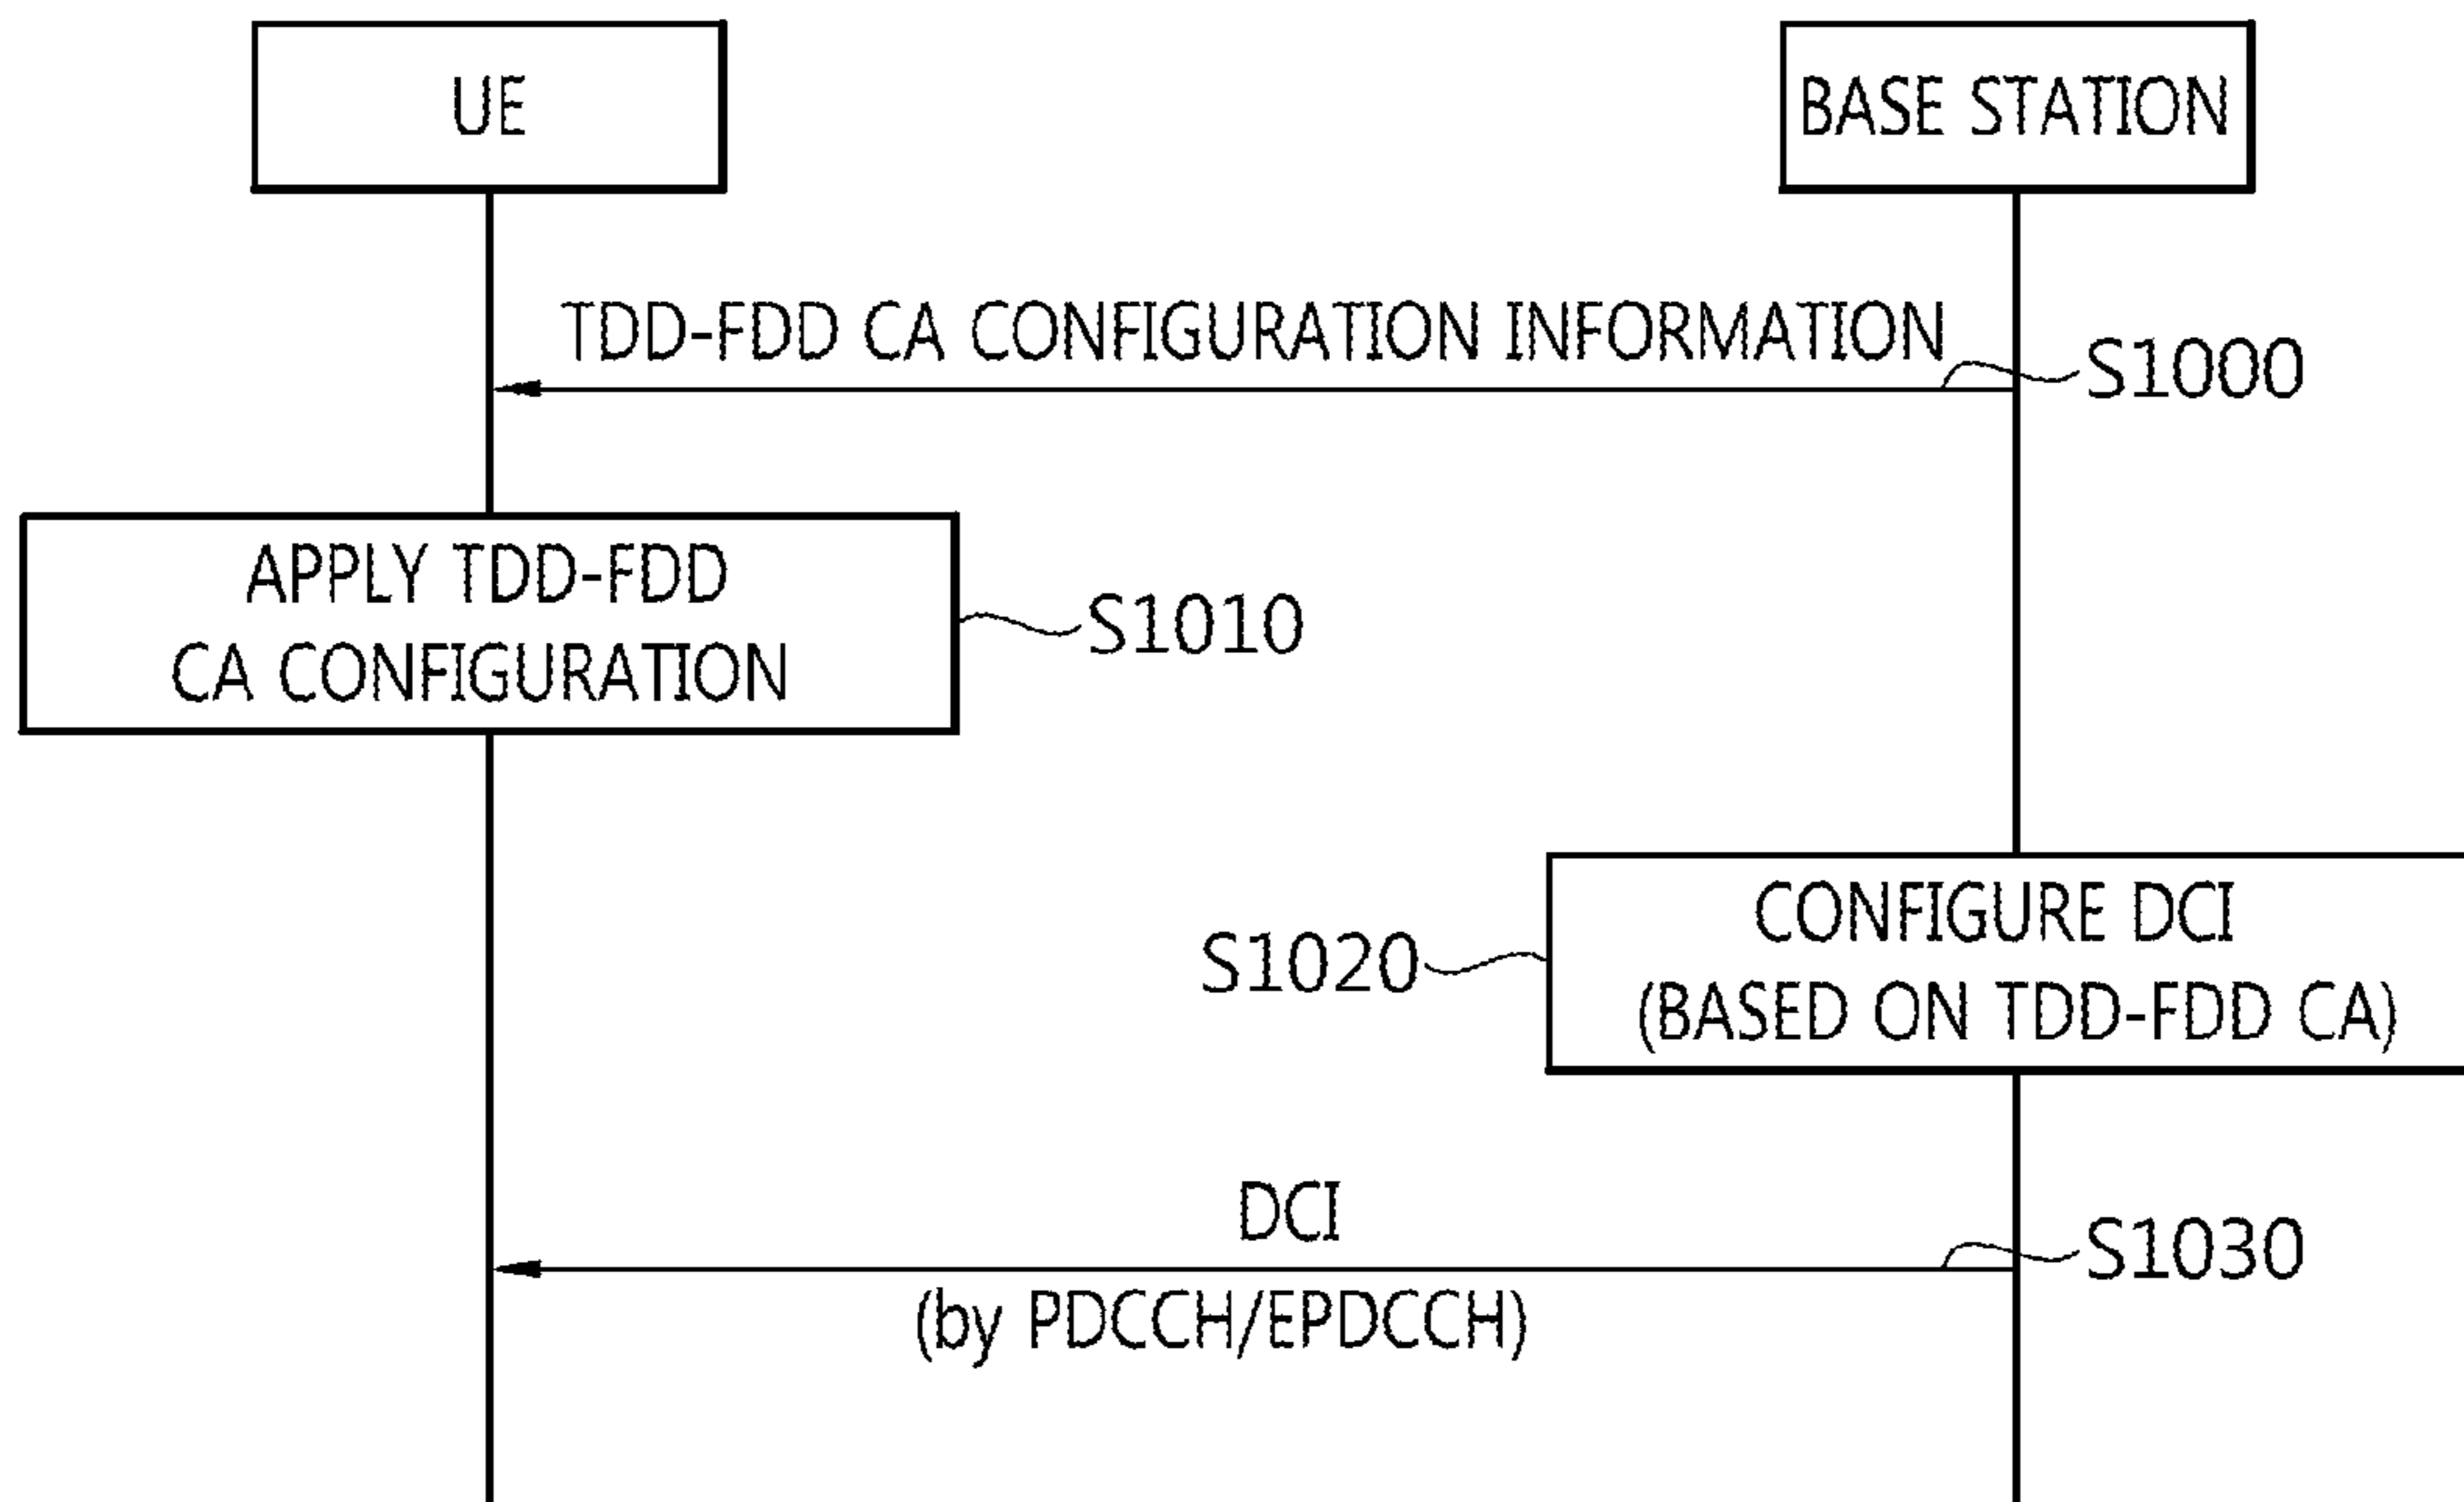 UE
BASE STATION
TDD-FDD CA CONFIGURATION INFORMATION
S1000
APPLY TDD-FDD
CA CONFIGURATION
S1010
CONFIGURE DCI
(BASED ON TDD-FDD CA)
S1020
DCI
(by PDCCH/EPDCCH)
S1030